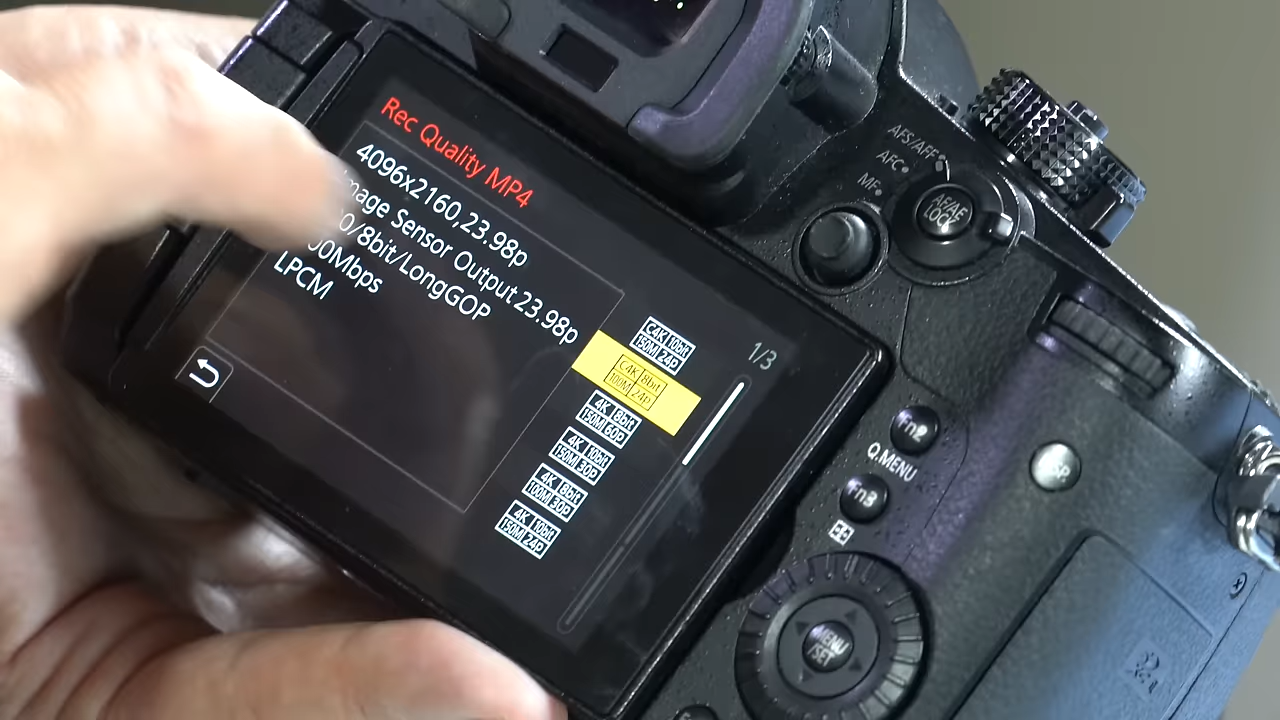 Rec Quality MP4
4096x2160,23.98p
Image Sensor Output 23.98p
0/8bit/LongGOP
00Mbps
LPCM
1/3
C4K 10bit
150M 24p
C4K 8bit
100M 24p
4K 8bit
150M 60p
4K 10bit
150M 30p
4K 8bit
100M 30p
4K 10bit
150M 24p
AFS/AFF
AFC
MF
AF/AE
LOCK
Fn2
Q.MENU
Fn3
MENU
/SET